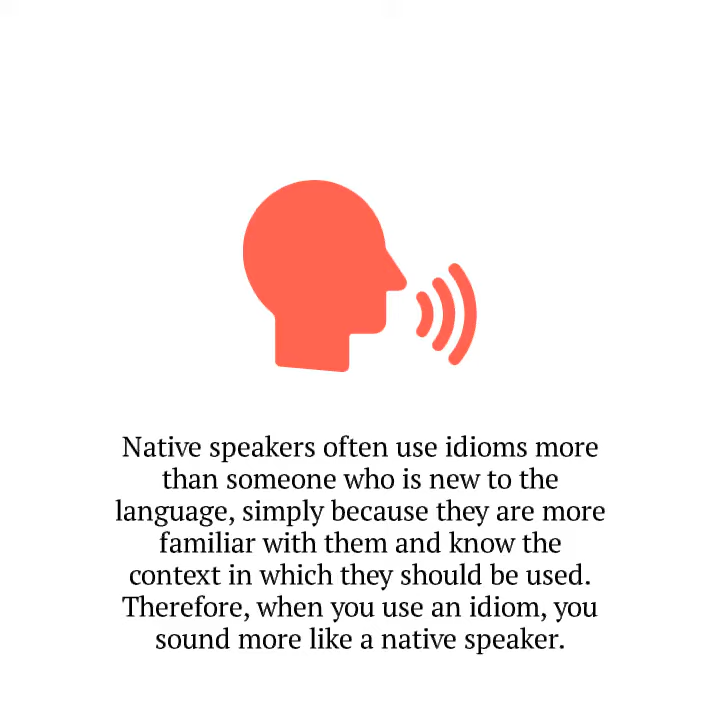 Native speakers often use idioms more
than someone who is new to the
language, simply because they are more
familiar with them and know the
context in which they should be used.
Therefore, when you use an idiom, you
sound more like a native speaker.